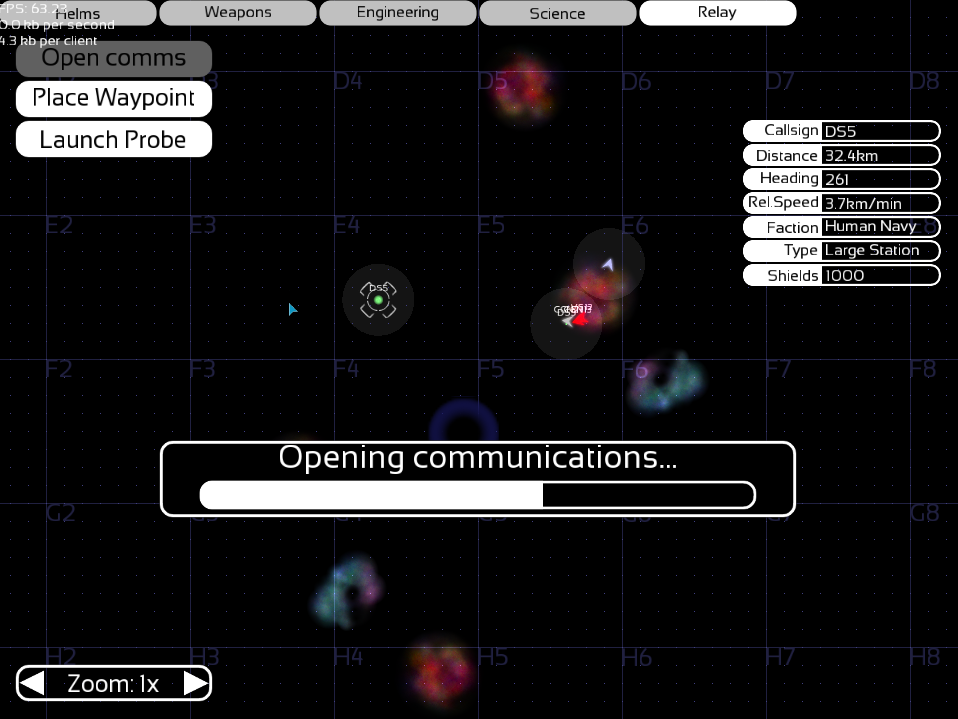 FPS: 63.23
0.0 kb per second
4.3 kb per client
Helms
Weapons
Engineering
Science
Relay
Open comms
Place Waypoint
Launch Probe
D4
D5
D6
D7
D8
Callsign DS5
Distance 32.4km
Heading 261
Rel.Speed 3.7km/min
Faction Human Navy
Type Large Station
Shields 1000
E2
E3
E4
E5
E6
DS5
F2
F3
F4
F5
F6
F7
F8
Opening communications...
G2
G8
H2
H3
H4
H5
H6
H7
H8
Zoom: 1x